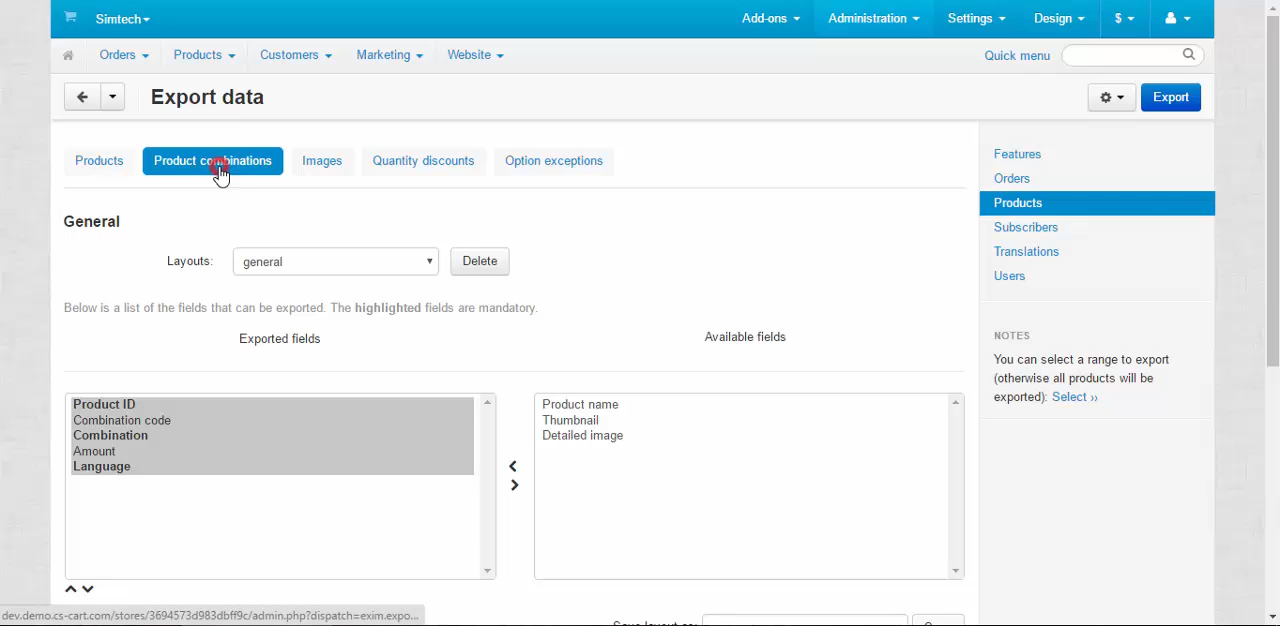 Simtech
Add-ons
Administration
Settings
Design
$
Orders
Products
Customers
Marketing
Website
Quick menu
Export data
Export
Products
Product combinations
Images
Quantity discounts
Option exceptions
Features
Orders
Products
Subscribers
Translations
Users
General
Layouts:
general
Delete
Below is a list of the fields that can be exported. The highlighted fields are mandatory.
Exported fields
Available fields
Product ID
Combination code
Combination
Amount
Language
Product name
Thumbnail
Detailed image
NOTES
You can select a range to export
(otherwise all products will be
exported): Select ››
dev.demo.cs-cart.com/stores/3694573d983dbff9c/admin.php?dispatch=exim.expo...